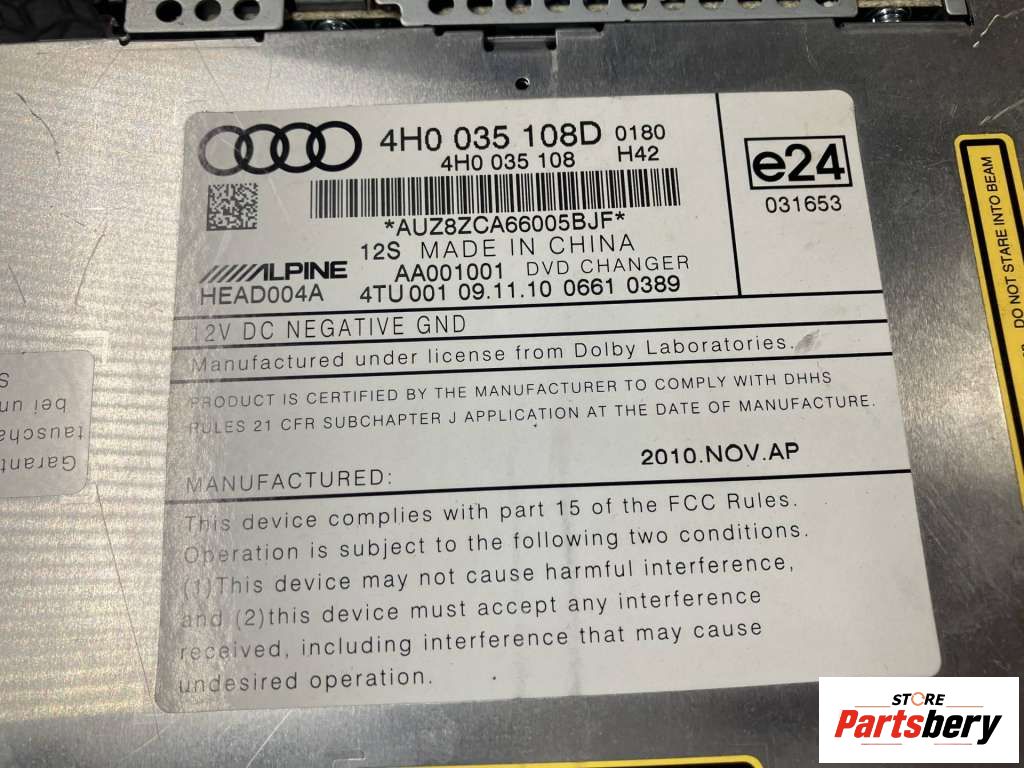 4H0 035 108D 0180
4H0 035 108 H42
*AUZ8ZCA66005BJF*
12S MADE IN CHINA
ALPINE AA001001 DVD CHANGER
HEAD004A 4TU 001 09.11.10 0661 0389
e24
031653
12V DC NEGATIVE GND
Manufactured under license from Dolby Laboratories.
PRODUCT IS CERTIFIED BY THE MANUFACTURER TO COMPLY WITH DHHS
RULES 21 CFR SUBCHAPTER J APPLICATION AT THE DATE OF MANUFACTURE.
2010.NOV.AP
MANUFACTURED:
This device complies with part 15 of the FCC Rules.
Operation is subject to the following two conditions.
(1)This device may not cause harmful interference,
and (2)this device must accept any interference
received, including interference that may cause
undesired operation.
DO NOT STARE INTO BEAM
Garant
tauscha
bei un
S
STORE
Partsbery